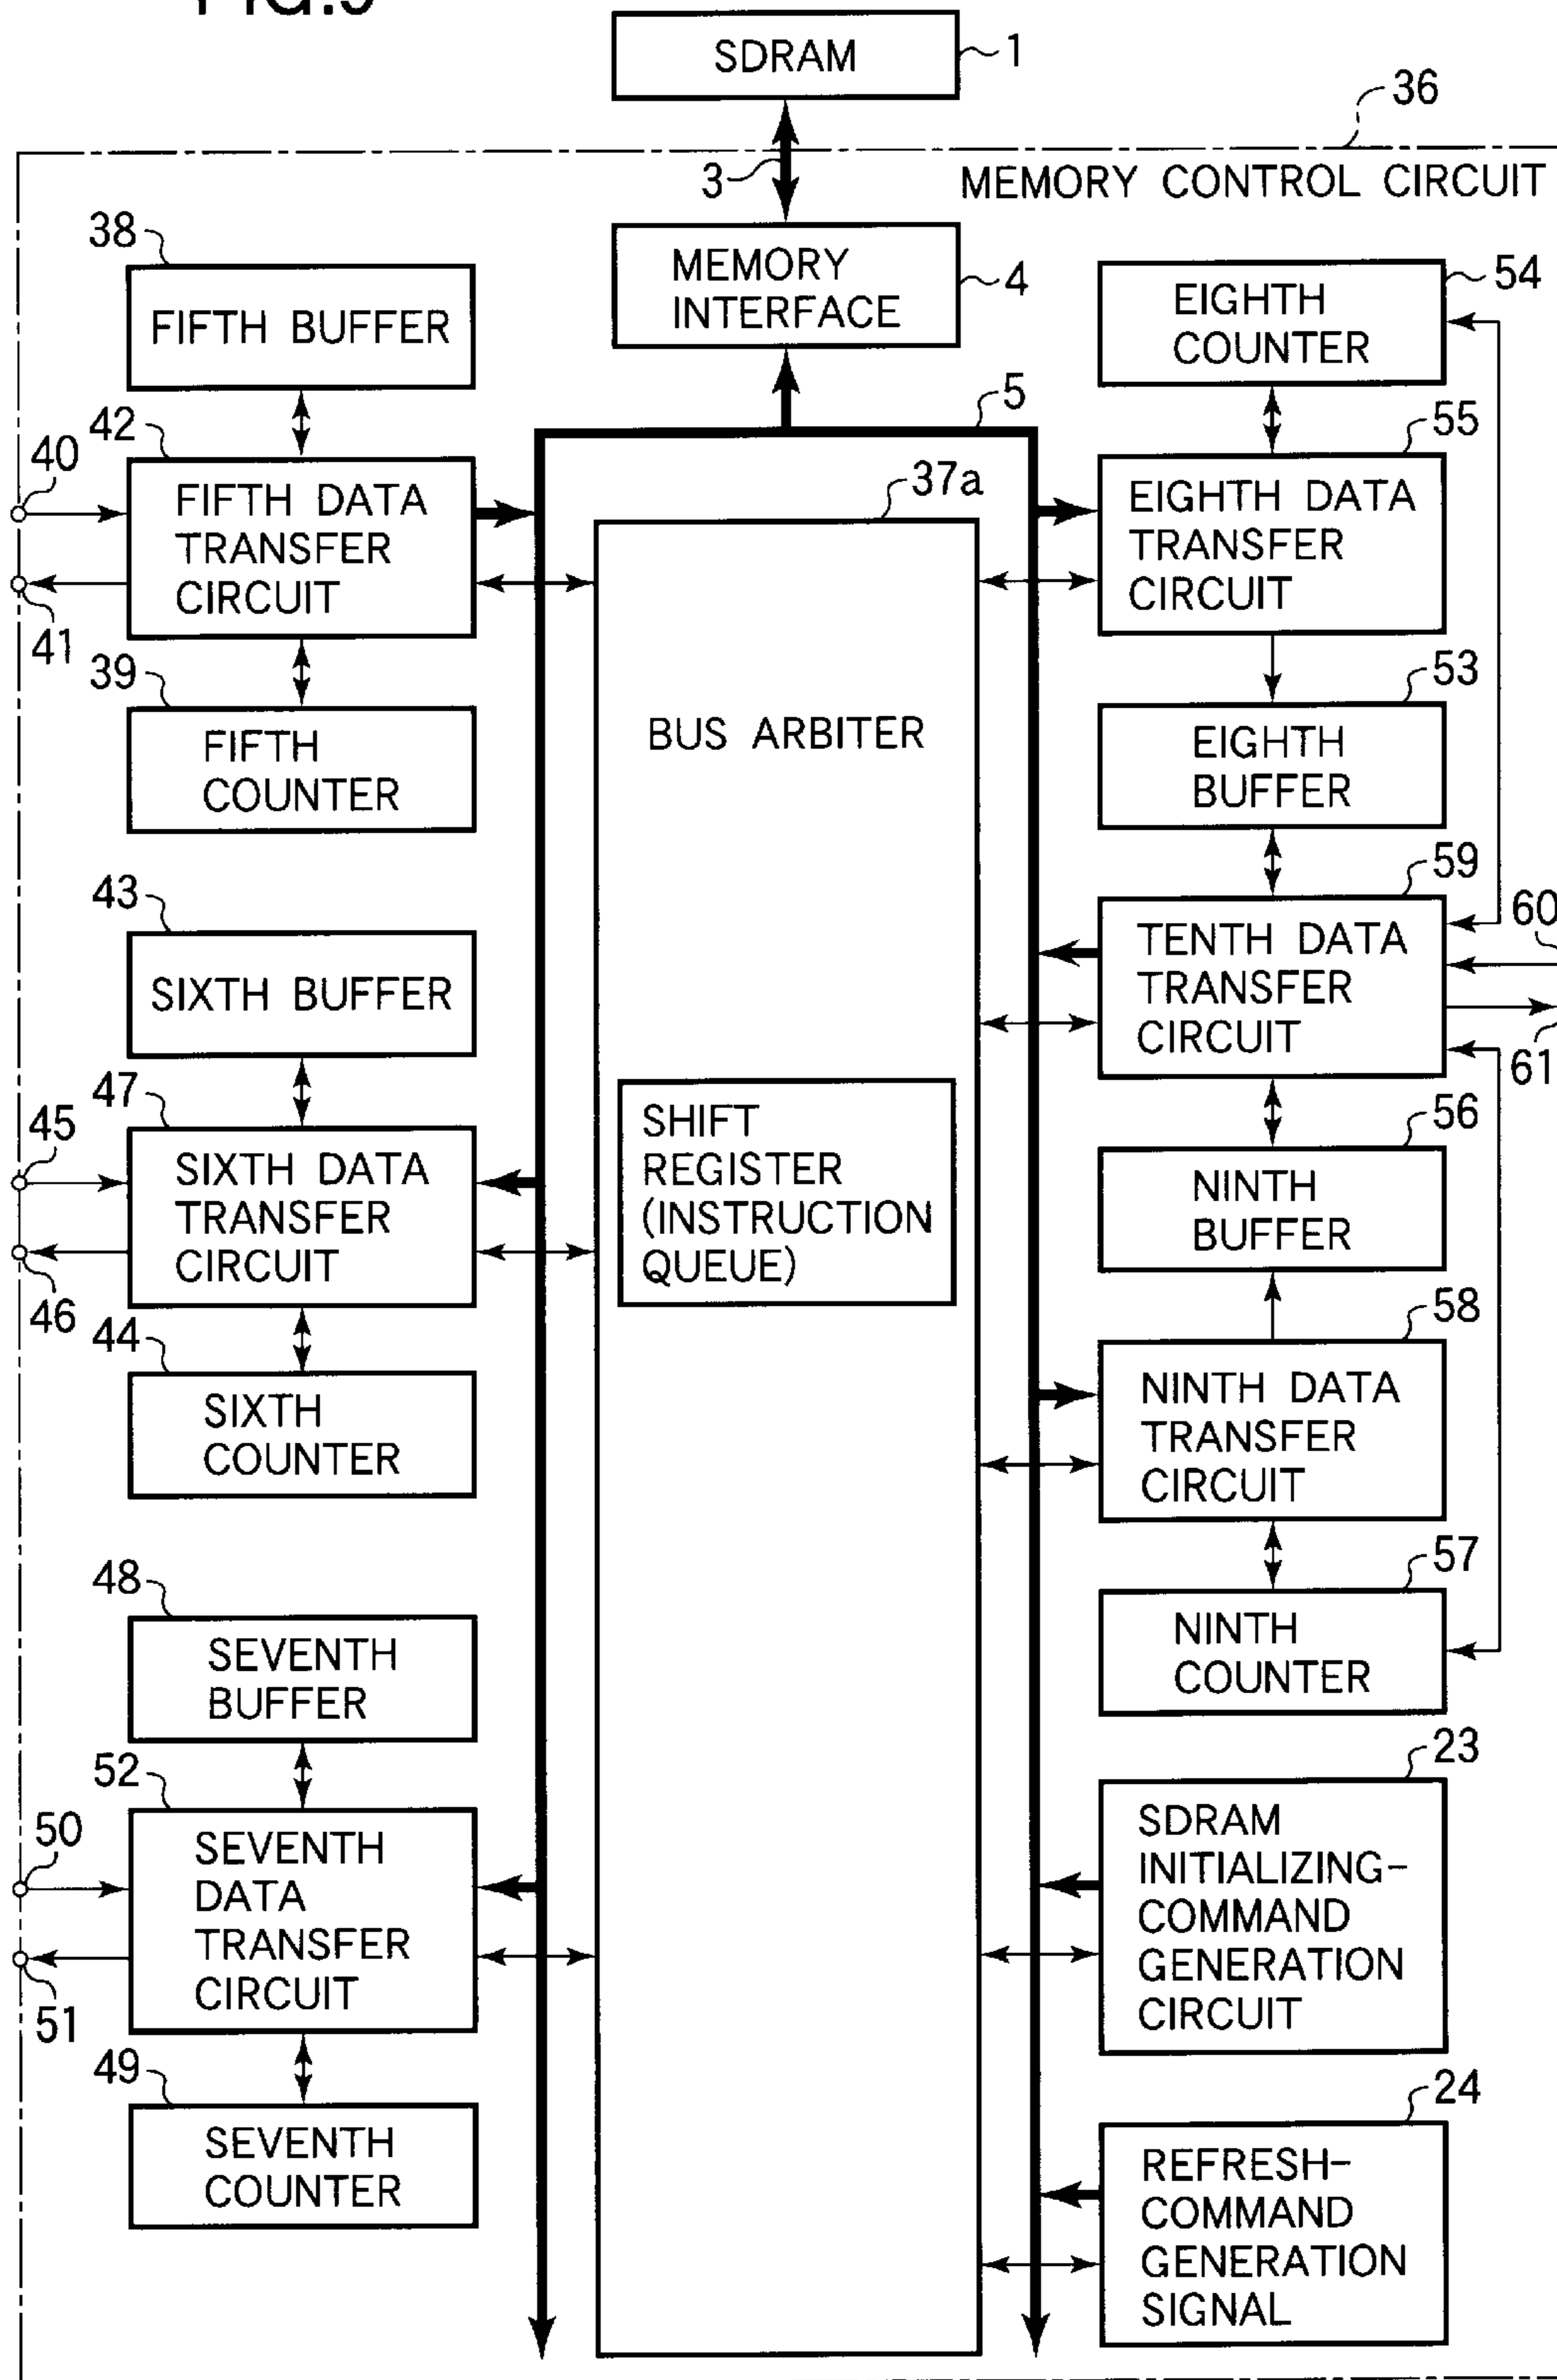 SDRAM
1
36
3
MEMORY CONTROL CIRCUIT
38
FIFTH BUFFER
MEMORY
INTERFACE
4
54
EIGHTH
COUNTER
5
42
40
FIFTH DATA
TRANSFER
CIRCUIT
41
37a
55
EIGHTH DATA
TRANSFER
CIRCUIT
39
FIFTH
COUNTER
BUS ARBITER
53
EIGHTH
BUFFER
43
SIXTH BUFFER
59
TENTH DATA
TRANSFER
CIRCUIT
60
61
47
45
SIXTH DATA
TRANSFER
CIRCUIT
46
SHIFT
REGISTER
(INSTRUCTION
QUEUE)
56
NINTH
BUFFER
44
SIXTH
COUNTER
58
NINTH DATA
TRANSFER
CIRCUIT
48
SEVENTH
BUFFER
57
NINTH
COUNTER
52
50
SEVENTH
DATA
TRANSFER
CIRCUIT
51
23
SDRAM
INITIALIZING-
COMMAND
GENERATION
CIRCUIT
49
SEVENTH
COUNTER
24
REFRESH-
COMMAND
GENERATION
SIGNAL